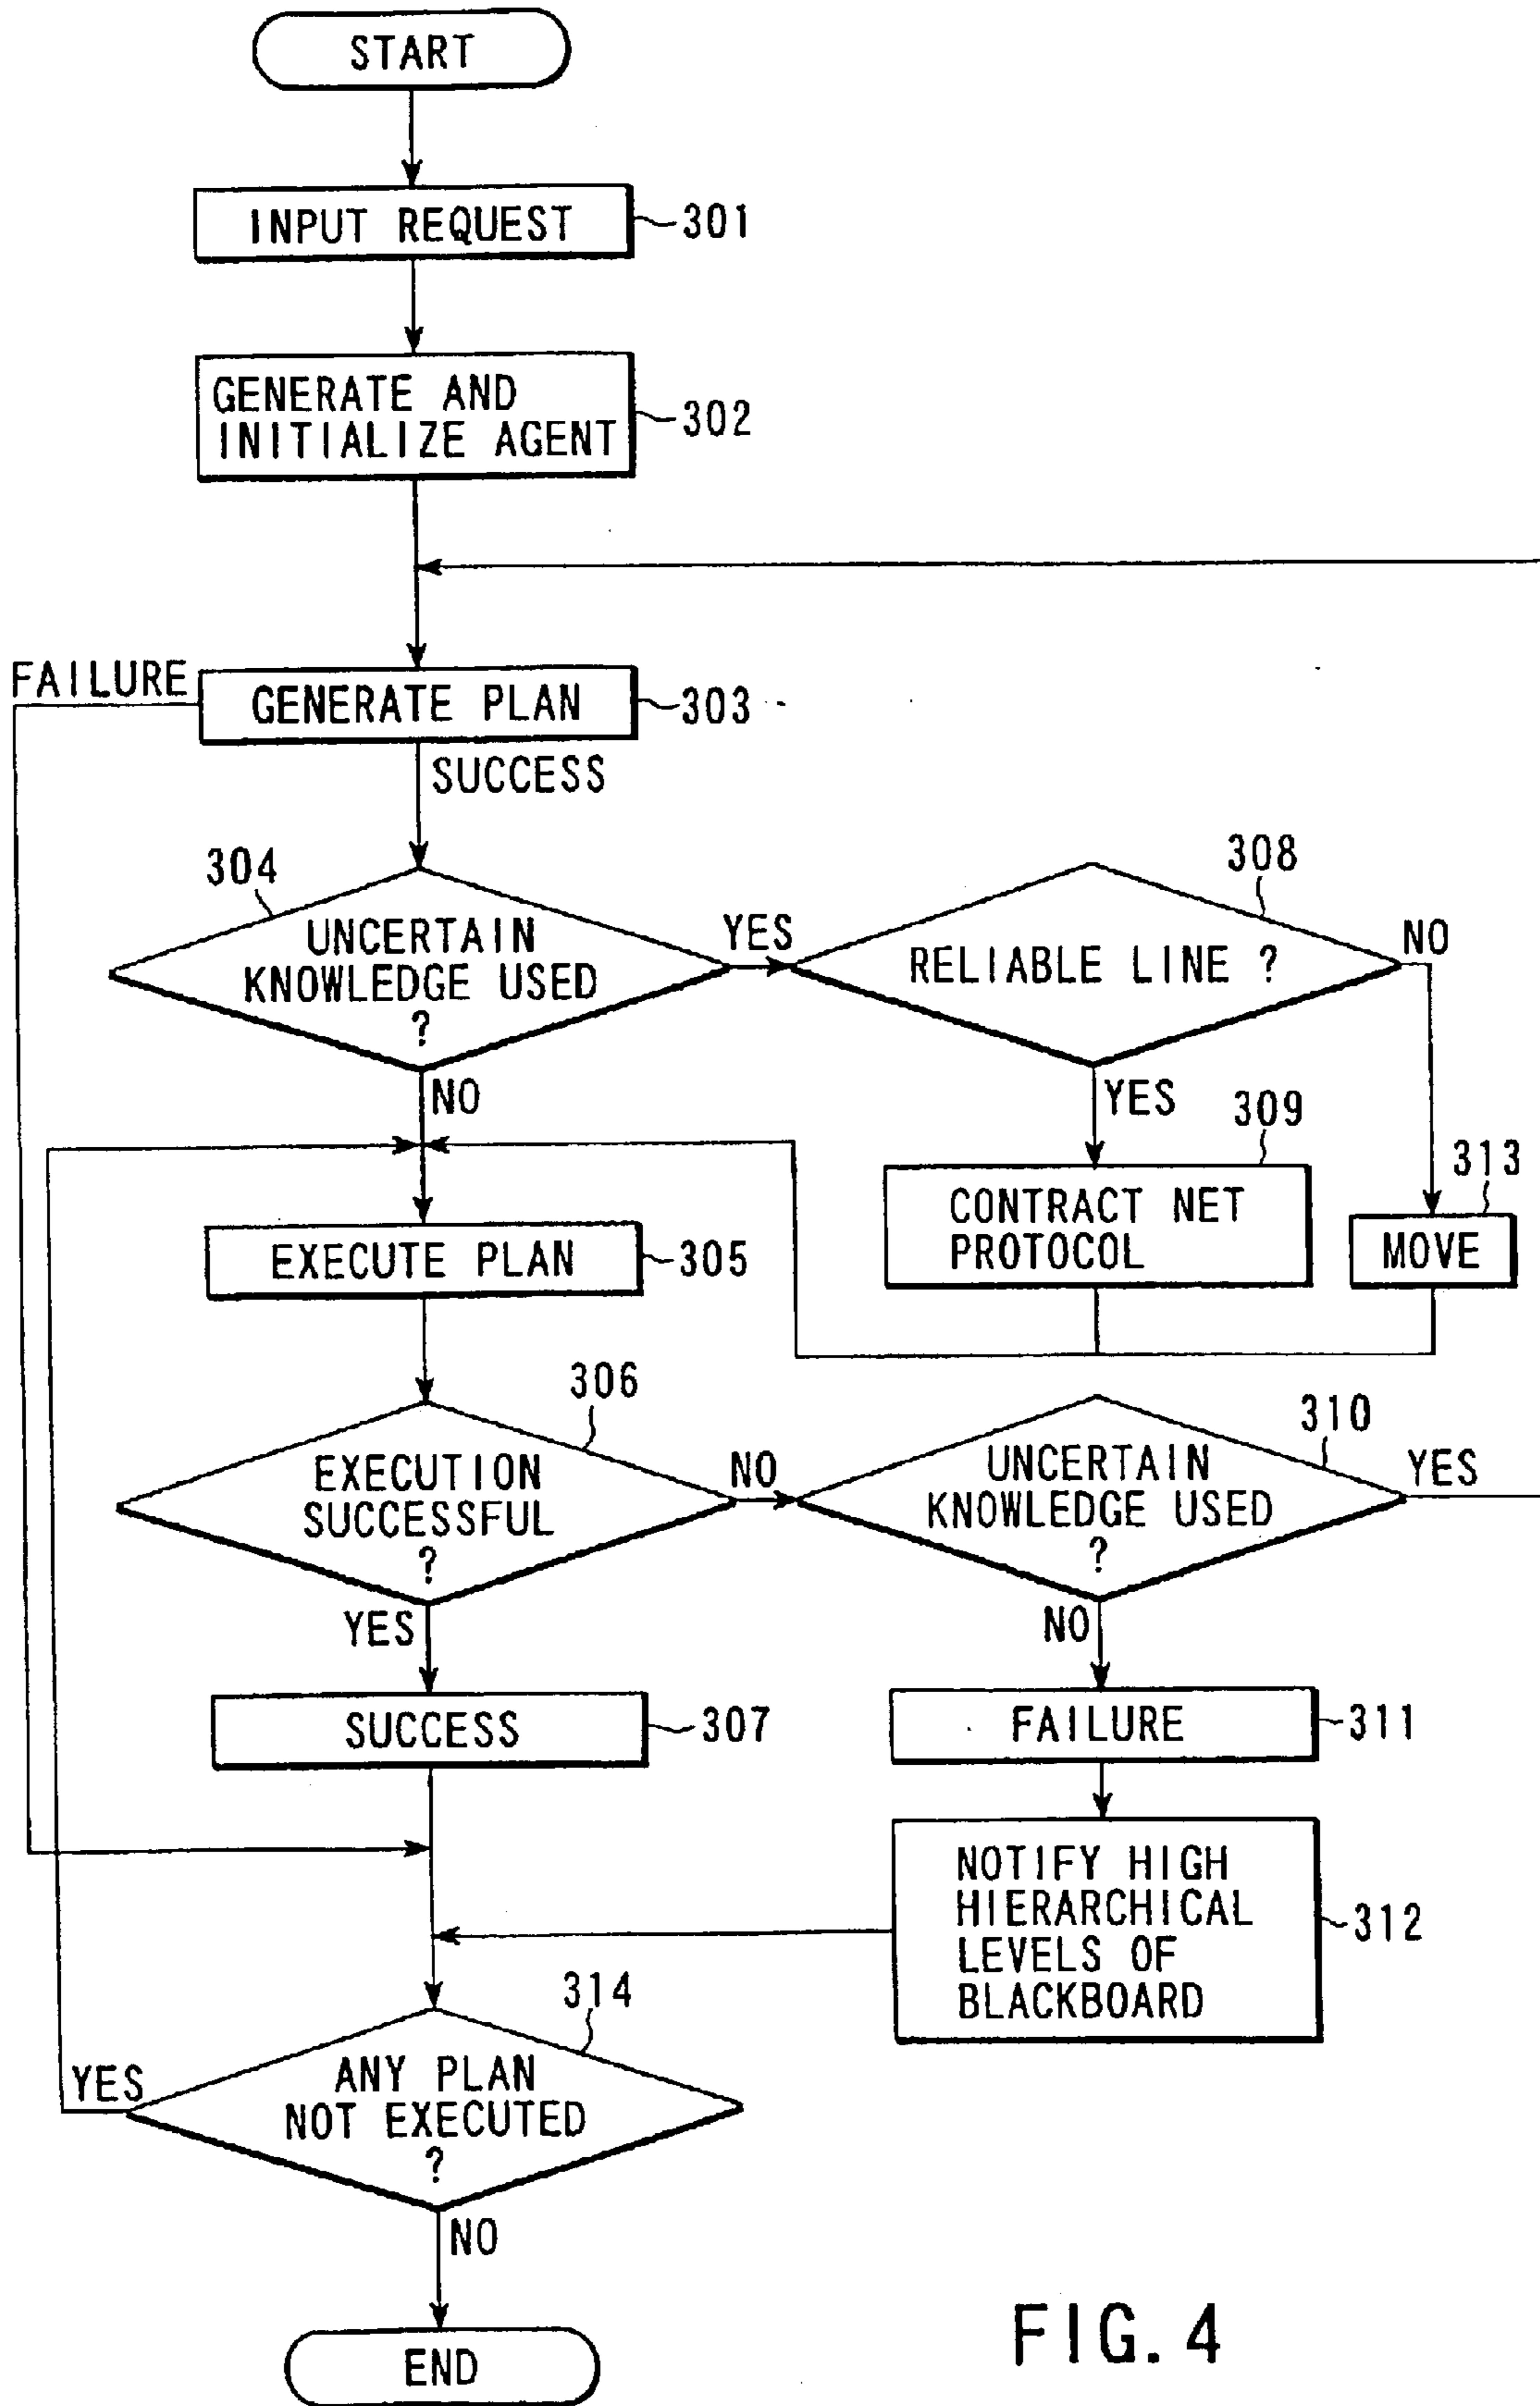 START
INPUT REQUEST
301
GENERATE AND
INITIALIZE AGENT
302
FAILURE
GENERATE PLAN
303
SUCCESS
304
UNCERTAIN
KNOWLEDGE USED
?
YES
308
RELIABLE LINE ?
NO
NO
YES
309
CONTRACT NET
PROTOCOL
313
MOVE
EXECUTE PLAN
305
306
EXECUTION
SUCCESSFUL
?
NO
310
UNCERTAIN
KNOWLEDGE USED
?
YES
YES
NO
SUCCESS
307
FAILURE
311
NOTIFY HIGH
HIERARCHICAL
LEVELS OF
BLACKBOARD
312
314
YES
ANY PLAN
NOT EXECUTED
?
NO
END
FIG. 4